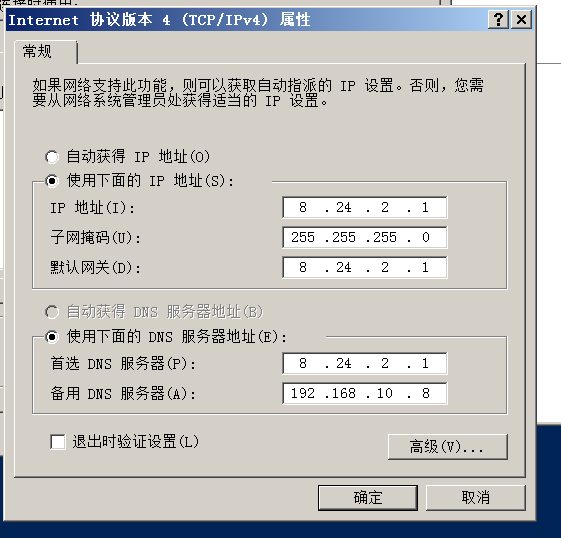 Internet 协议版本 4 (TCP/IPv4) 属性
常规
如果网络支持此功能，则可以获取自动指派的 IP 设置。否则，您需
要从网络系统管理员处获得适当的 IP 设置。
自动获得 IP 地址(O)
使用下面的 IP 地址(S):
IP 地址(I): 8 .24 .2 .1
子网掩码(U): 255 .255 .255 .0
默认网关(D): 8 .24 .2 .1
自动获得 DNS 服务器地址(B)
使用下面的 DNS 服务器地址(E):
首选 DNS 服务器(P): 8 .24 .2 .1
备用 DNS 服务器(A): 192 .168 .10 .8
退出时验证设置(L)
高级(V)...
确定 取消